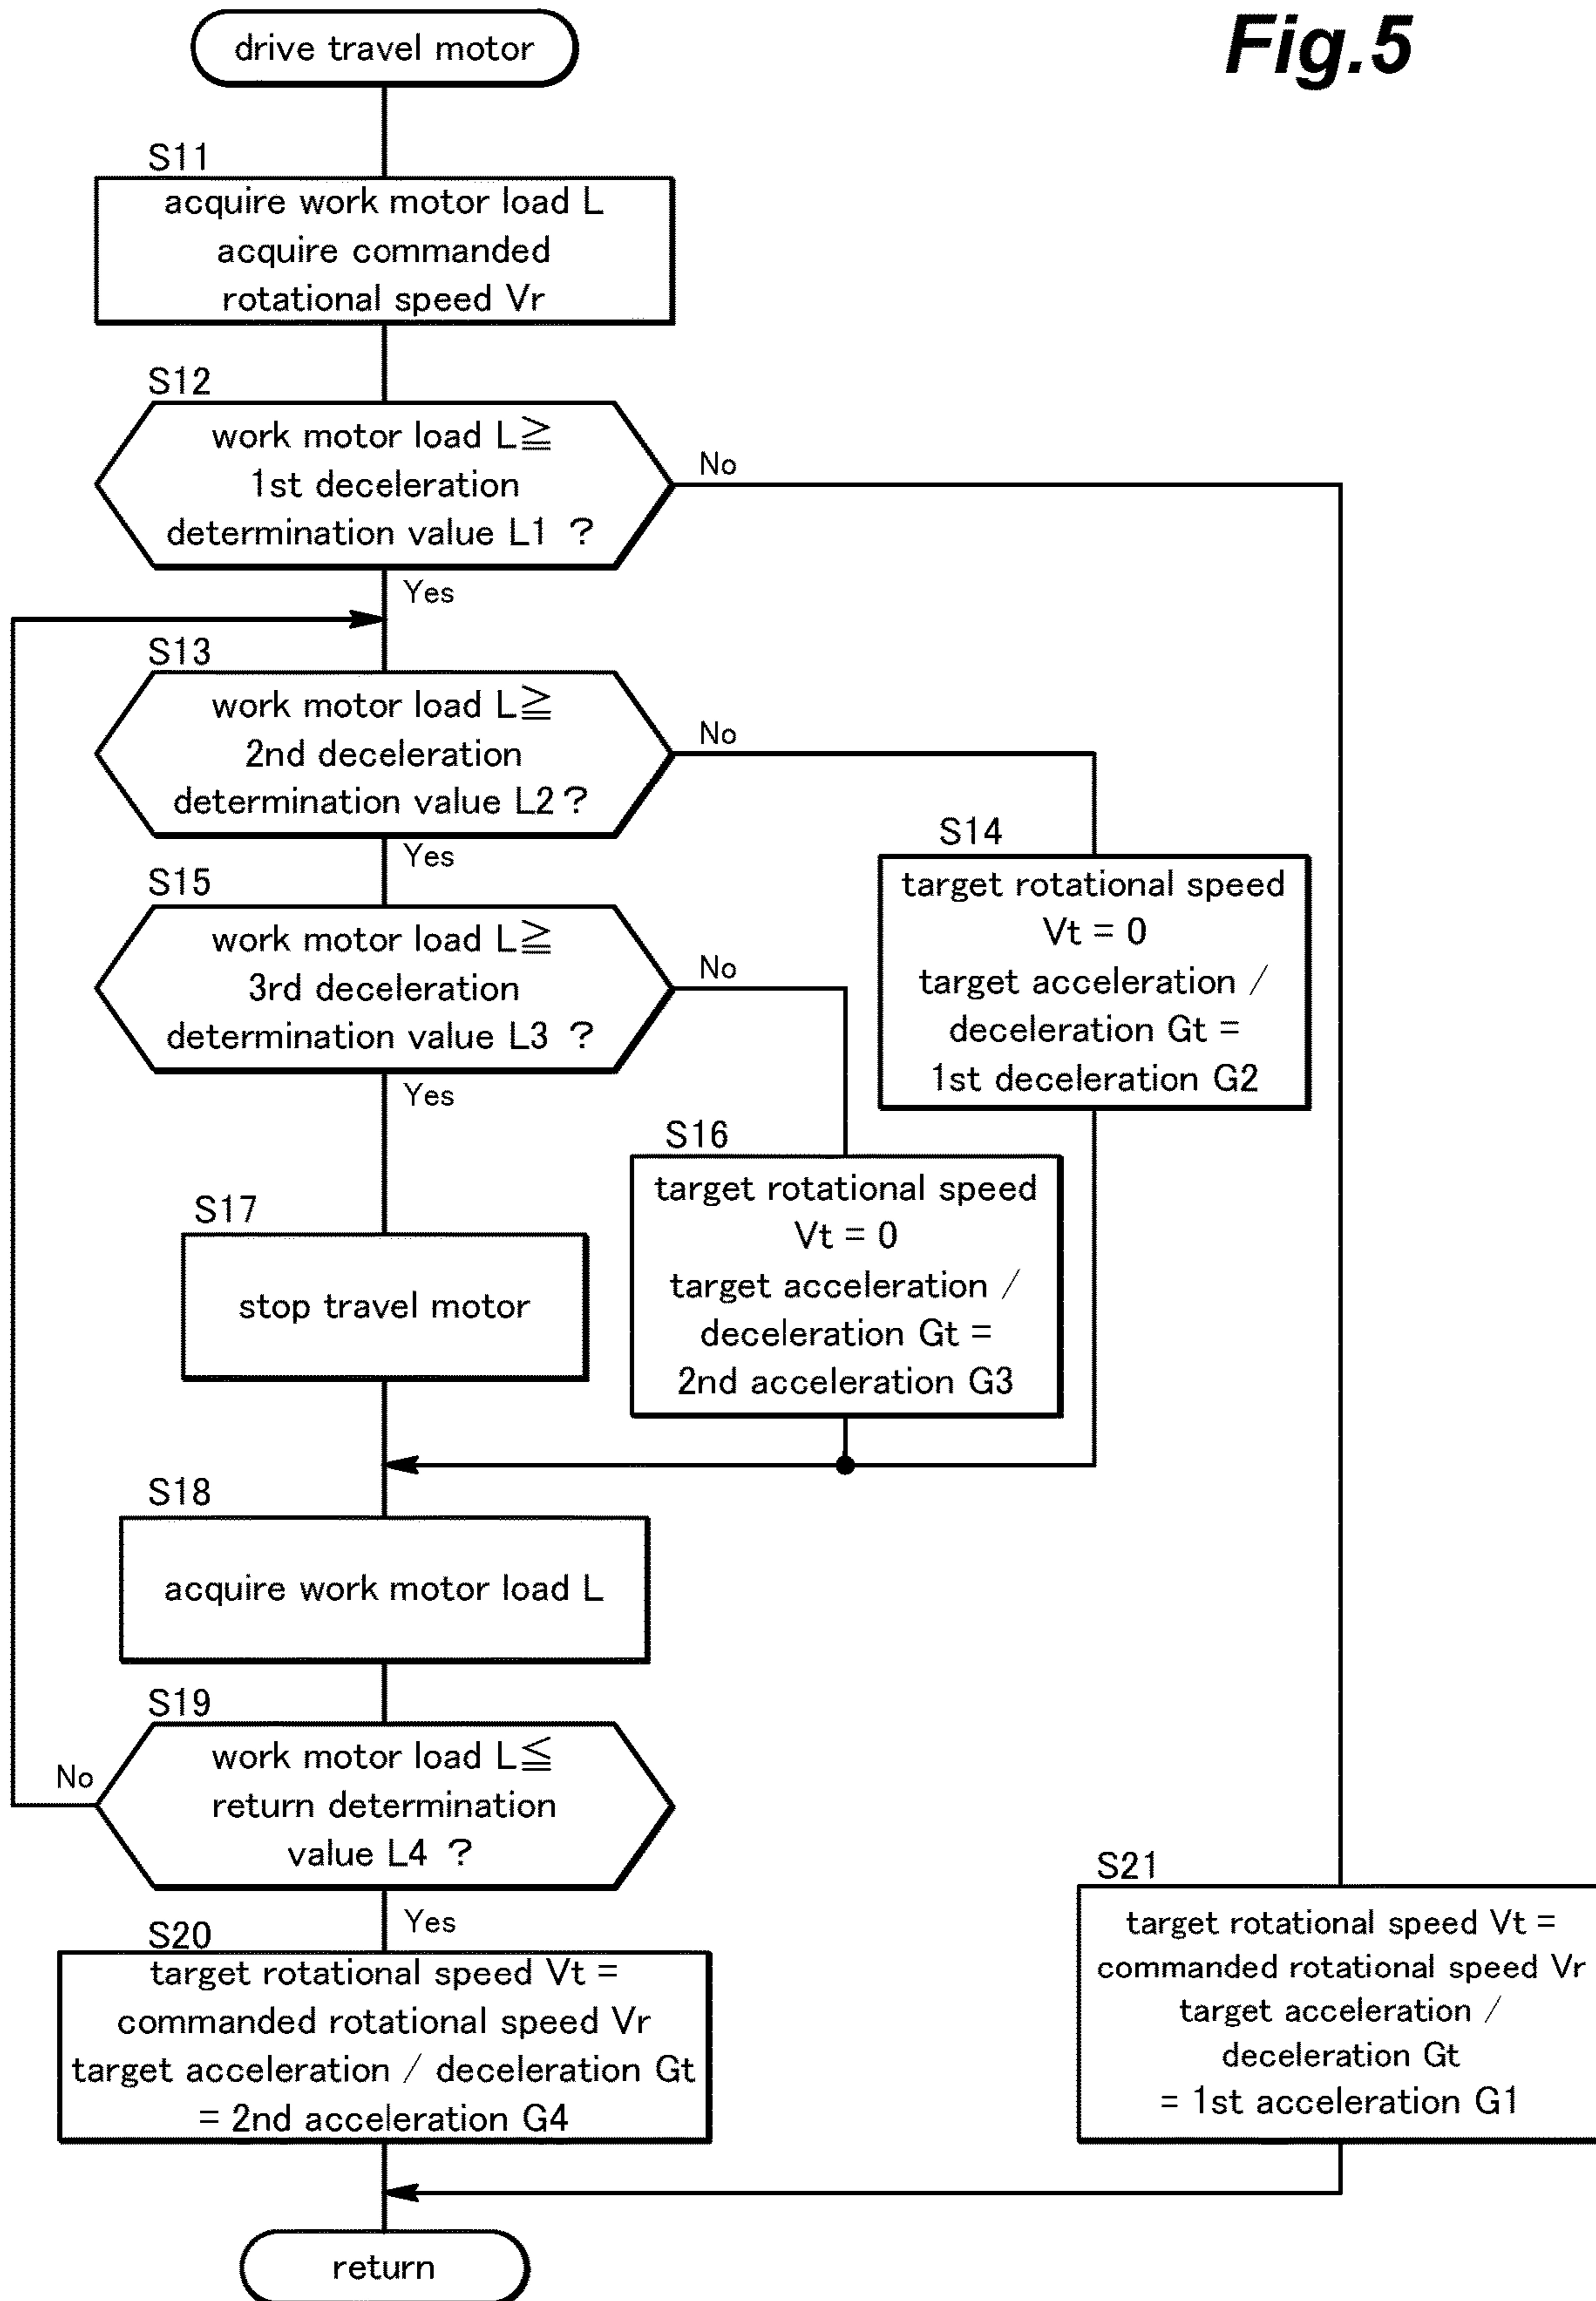 Fig.5
drive travel motor
S11
acquire work motor load L
acquire commanded
rotational speed Vr
S12
work motor load L≧
1st deceleration
determination value L1 ?
No
Yes
S13
work motor load L≧
2nd deceleration
determination value L2 ?
No
Yes
S14
target rotational speed
Vt = 0
target acceleration /
deceleration Gt =
1st deceleration G2
S15
work motor load L≧
3rd deceleration
determination value L3 ?
No
Yes
S16
target rotational speed
Vt = 0
target acceleration /
deceleration Gt =
2nd acceleration G3
S17
stop travel motor
S18
acquire work motor load L
S19
work motor load L≦
return determination
value L4 ?
No
Yes
S20
target rotational speed Vt =
commanded rotational speed Vr
target acceleration / deceleration Gt
= 2nd acceleration G4
S21
target rotational speed Vt =
commanded rotational speed Vr
target acceleration /
deceleration Gt
= 1st acceleration G1
return